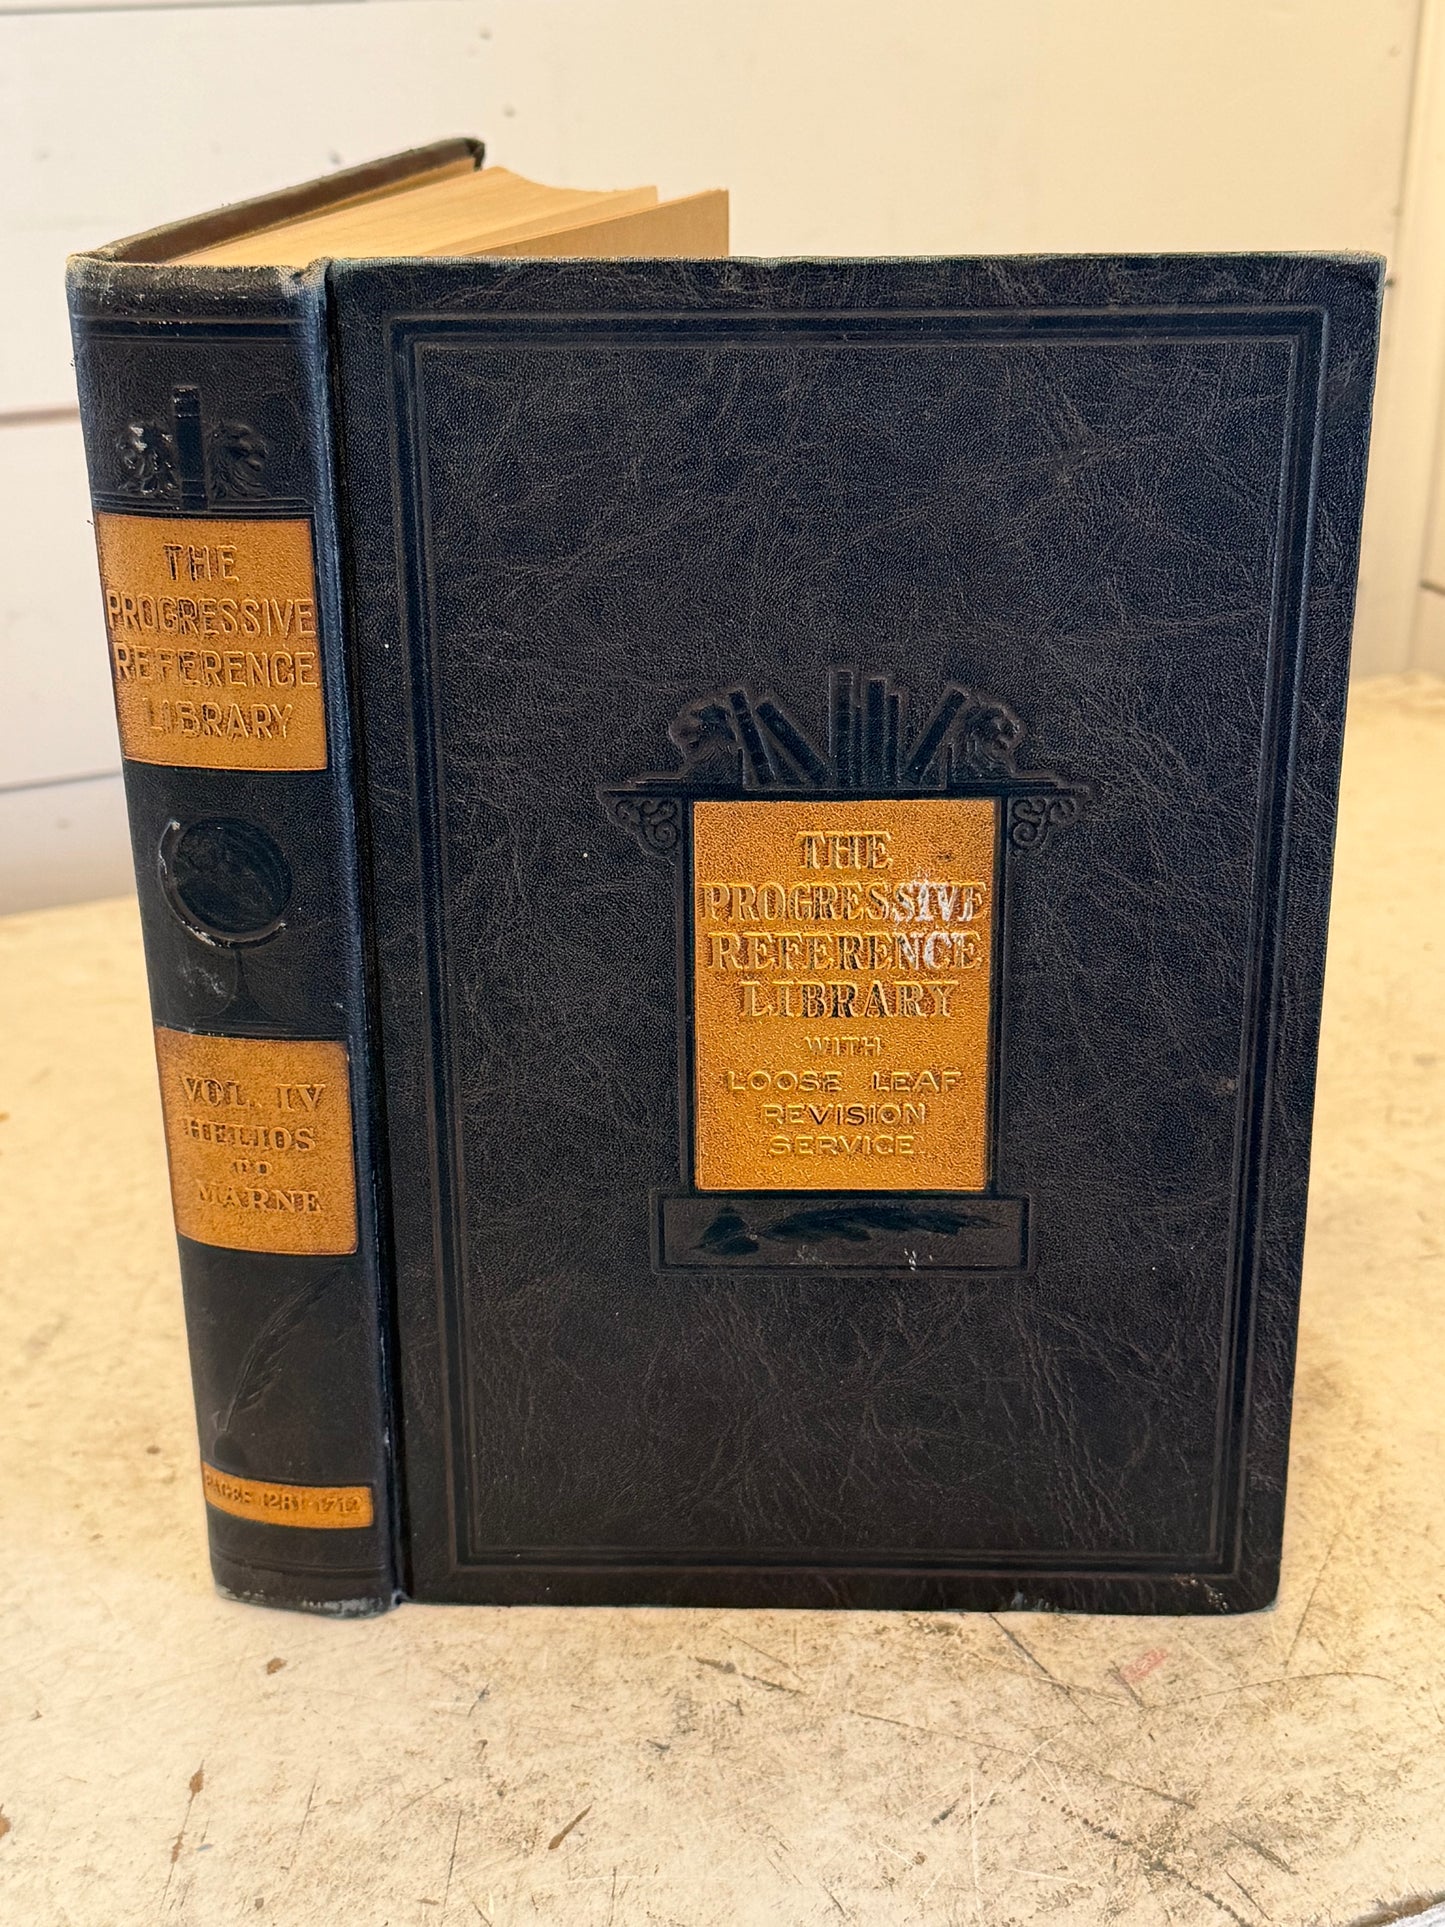 THE
PROGRESSIVE
REFERENCE
LIBRARY
VOL. IV
HELIOS
TO
MARNE
PAGES 1281-1712
THE
PROGRESSIVE
REFERENCE
LIBRARY
WITH
LOOSE LEAF
REVISION
SERVICE